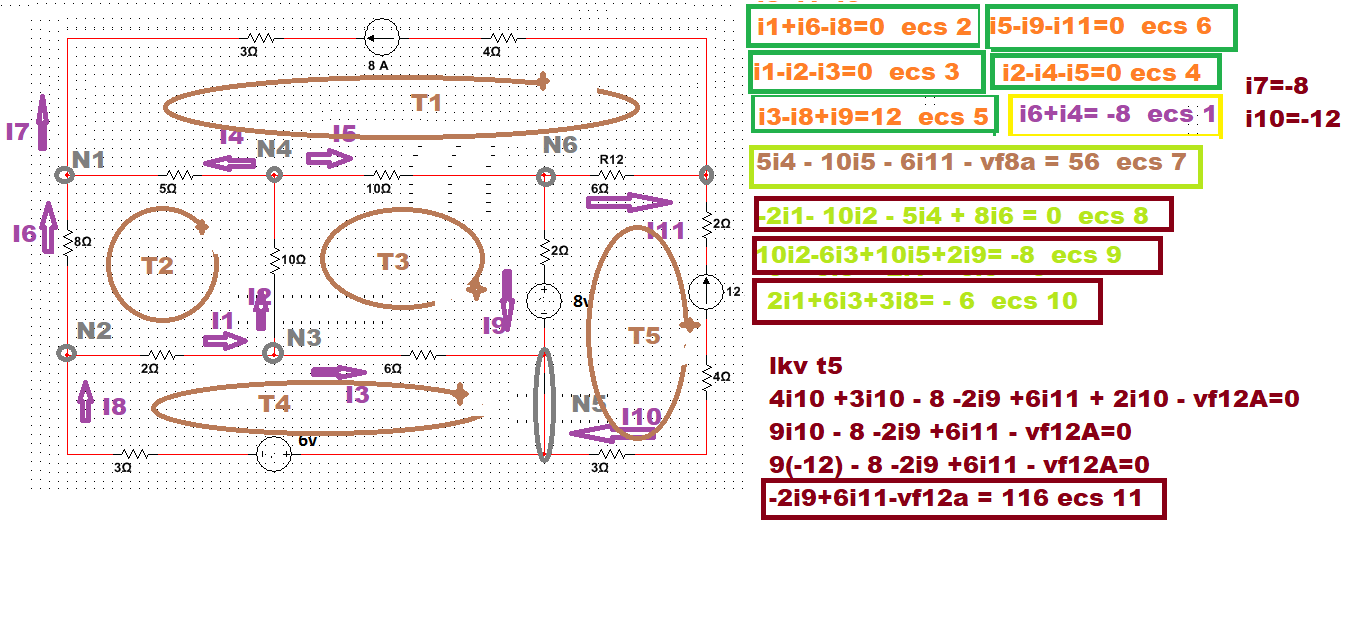 3Ω
8 A
4Ω
T1
I7
I4
I5
N1
N4
N6
R12
5Ω
10Ω
6Ω
I11
I6
8Ω
T2
10Ω
T3
2Ω
2Ω
8v
12
I2
I9
T5
N2
I1
N3
2Ω
I3
6Ω
4Ω
I8
T4
N5
I10
6v
3Ω
3Ω
i1+i6-i8=0 ecs 2
i5-i9-i11=0 ecs 6
i1-i2-i3=0 ecs 3
i2-i4-i5=0 ecs 4
i7=-8
i3-i8+i9=12 ecs 5
i6+i4= -8 ecs 1
i10=-12
5i4 - 10i5 - 6i11 - vf8a = 56 ecs 7
-2i1- 10i2 - 5i4 + 8i6 = 0 ecs 8
10i2-6i3+10i5+2i9= -8 ecs 9
2i1+6i3+3i8= - 6 ecs 10
lkv t5
4i10 +3i10 - 8 -2i9 +6i11 + 2i10 - vf12A=0
9i10 - 8 -2i9 +6i11 - vf12A=0
9(-12) - 8 -2i9 +6i11 - vf12A=0
-2i9+6i11-vf12a = 116 ecs 11